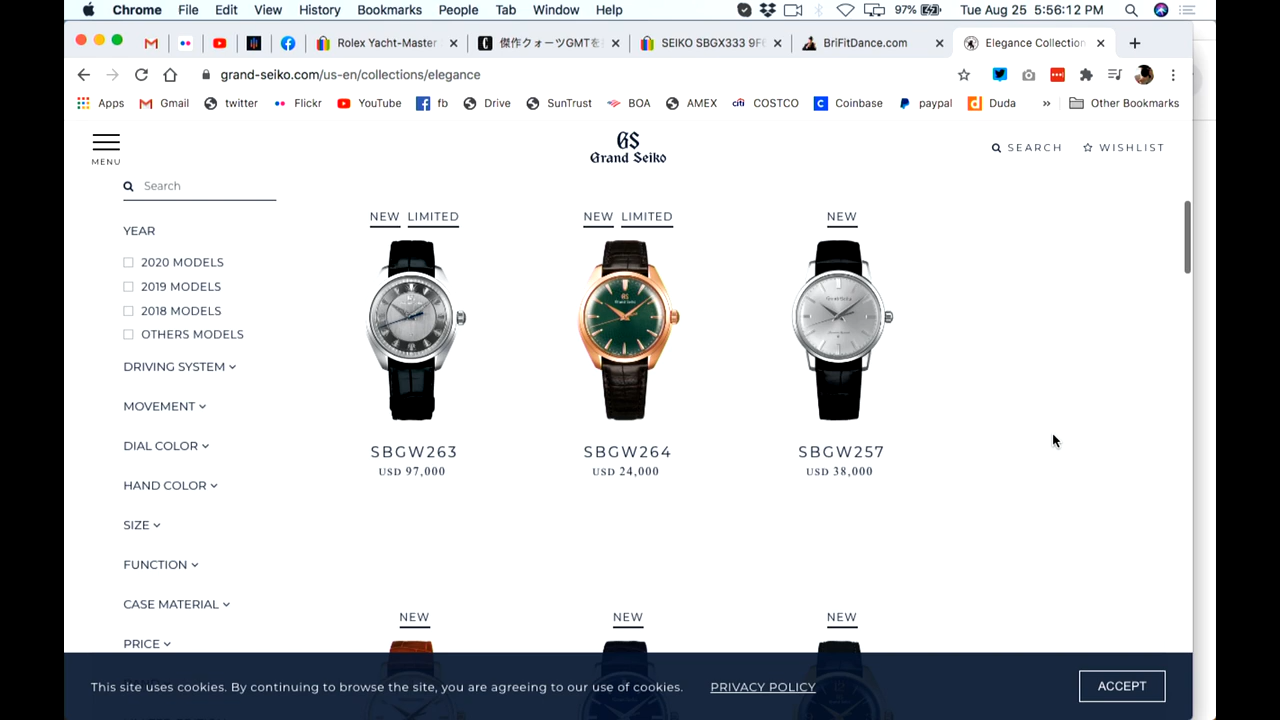 Chrome File Edit View History Bookmarks People Tab Window Help 97% Tue Aug 25 5:56:12 PM
Rolex Yacht-Master 傑作クォーツGMTを SEIKO SBGX333 9F6 BriFitDance.com Elegance Collection
grand-seiko.com/us-en/collections/elegance
Apps Gmail twitter Flickr YouTube fb Drive SunTrust BOA AMEX citi COSTCO Coinbase paypal Duda » Other Bookmarks
MENU
GS
Grand Seiko
SEARCH WISHLIST
Search
YEAR
2020 MODELS
2019 MODELS
2018 MODELS
OTHERS MODELS
DRIVING SYSTEM
MOVEMENT
DIAL COLOR
HAND COLOR
SIZE
FUNCTION
CASE MATERIAL
PRICE
NEW LIMITED
SBGW263
USD 97,000
NEW LIMITED
SBGW264
USD 24,000
NEW
SBGW257
USD 38,000
NEW
NEW
NEW
This site uses cookies. By continuing to browse the site, you are agreeing to our use of cookies. PRIVACY POLICY ACCEPT